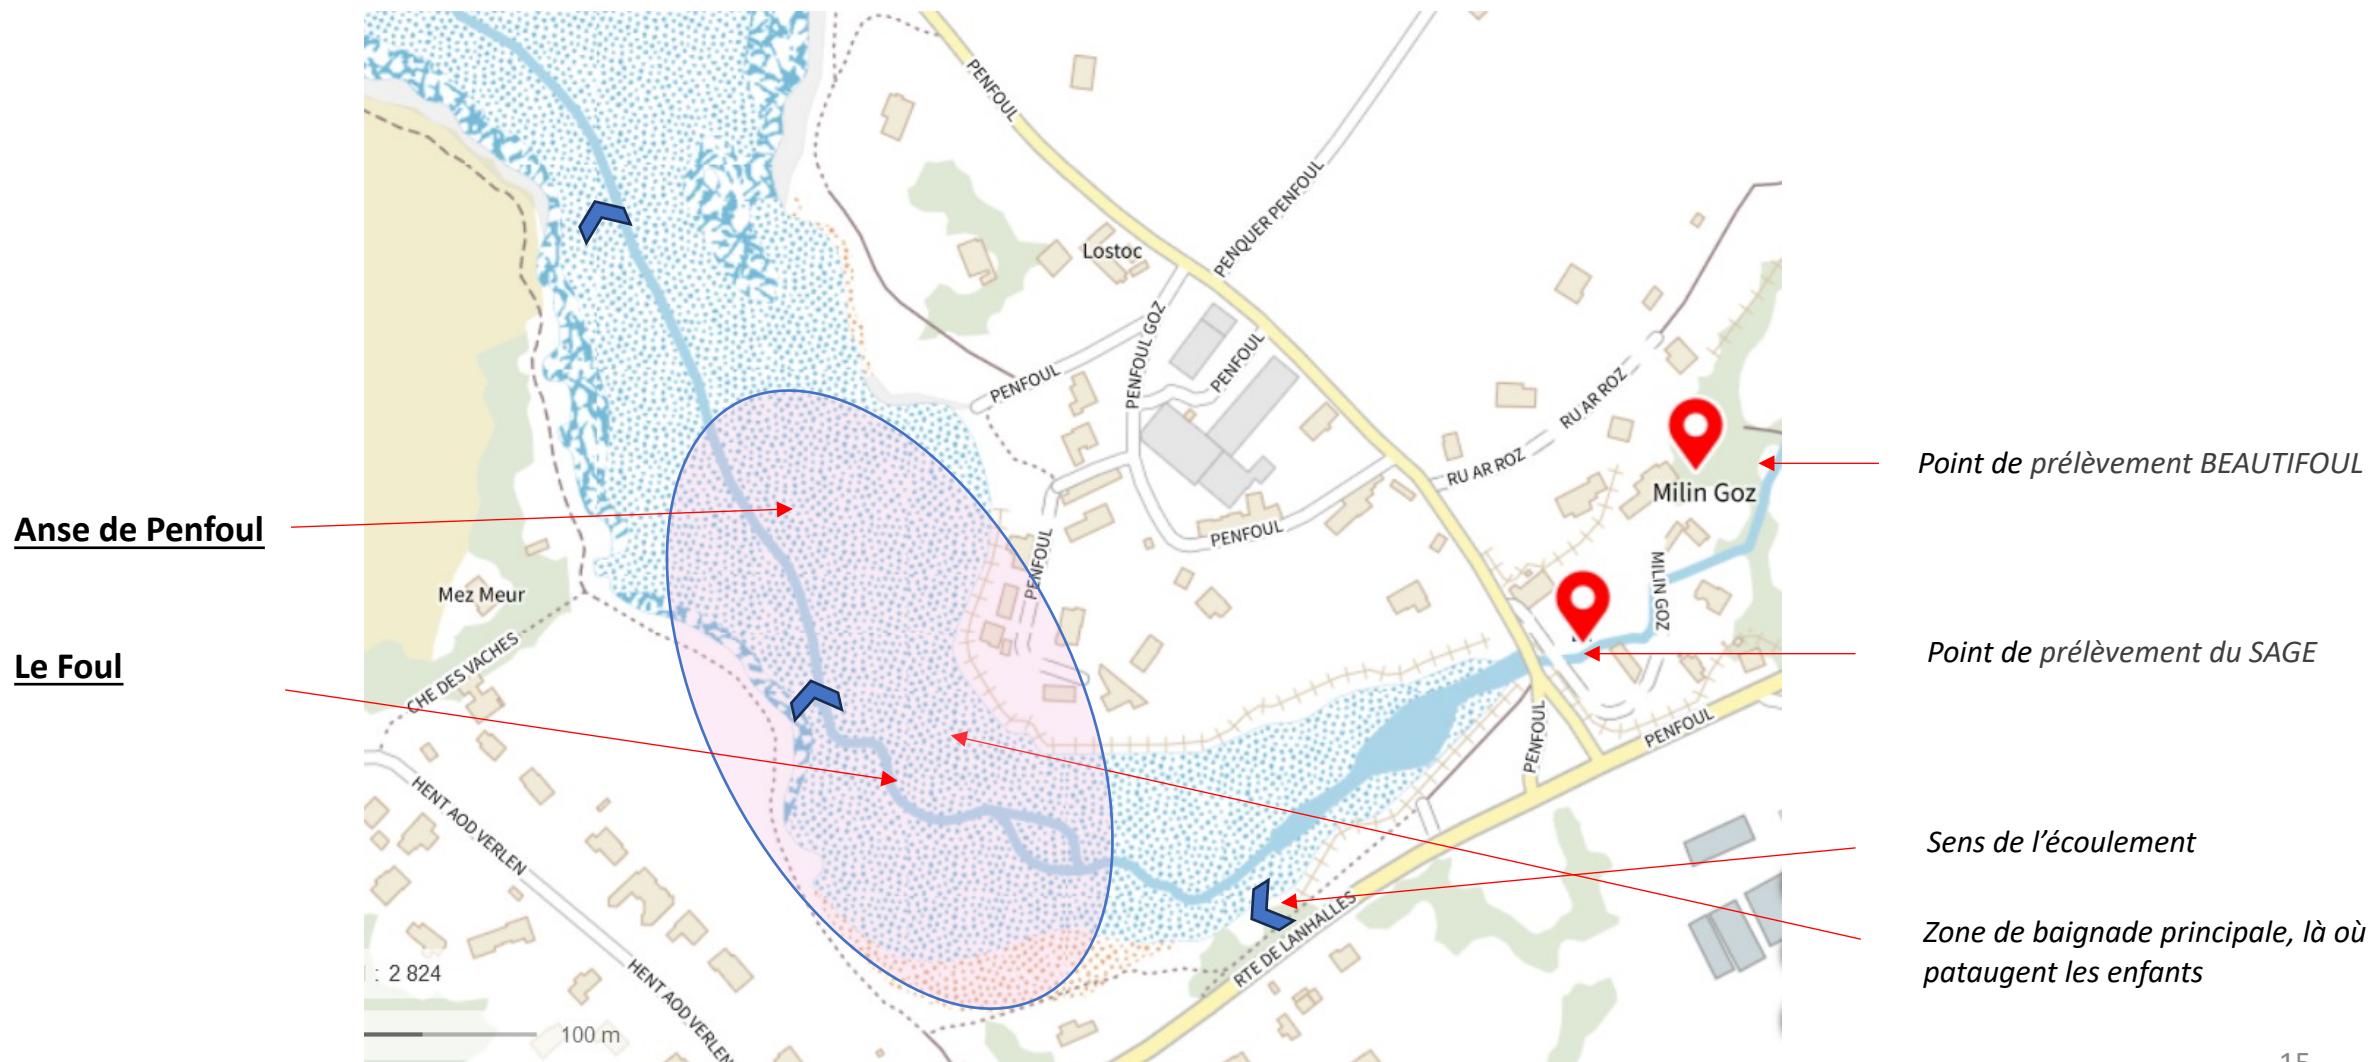 PENFOUL
PENQUER PENFOUL
Lostoc
PENFOUL GOZ
PENFOUL
PENFOUL
RU AR ROZ
RU AR ROZ
Point de prélèvement BEAUTIFOUL
Milin Goz
Anse de Penfoul
PENFOUL
PENFOUL
MILIN GOZ
Mez Meur
CHE DES VACHES
Le Foul
Point de prélèvement du SAGE
PENFOUL
PENFOUL
HENT AOD VERLEN
Sens de l'écoulement
RTE DE LANHALLES
Zone de baignade principale, là où
pataugent les enfants
: 2 824
HENT AOD VERLEN
100 m
15